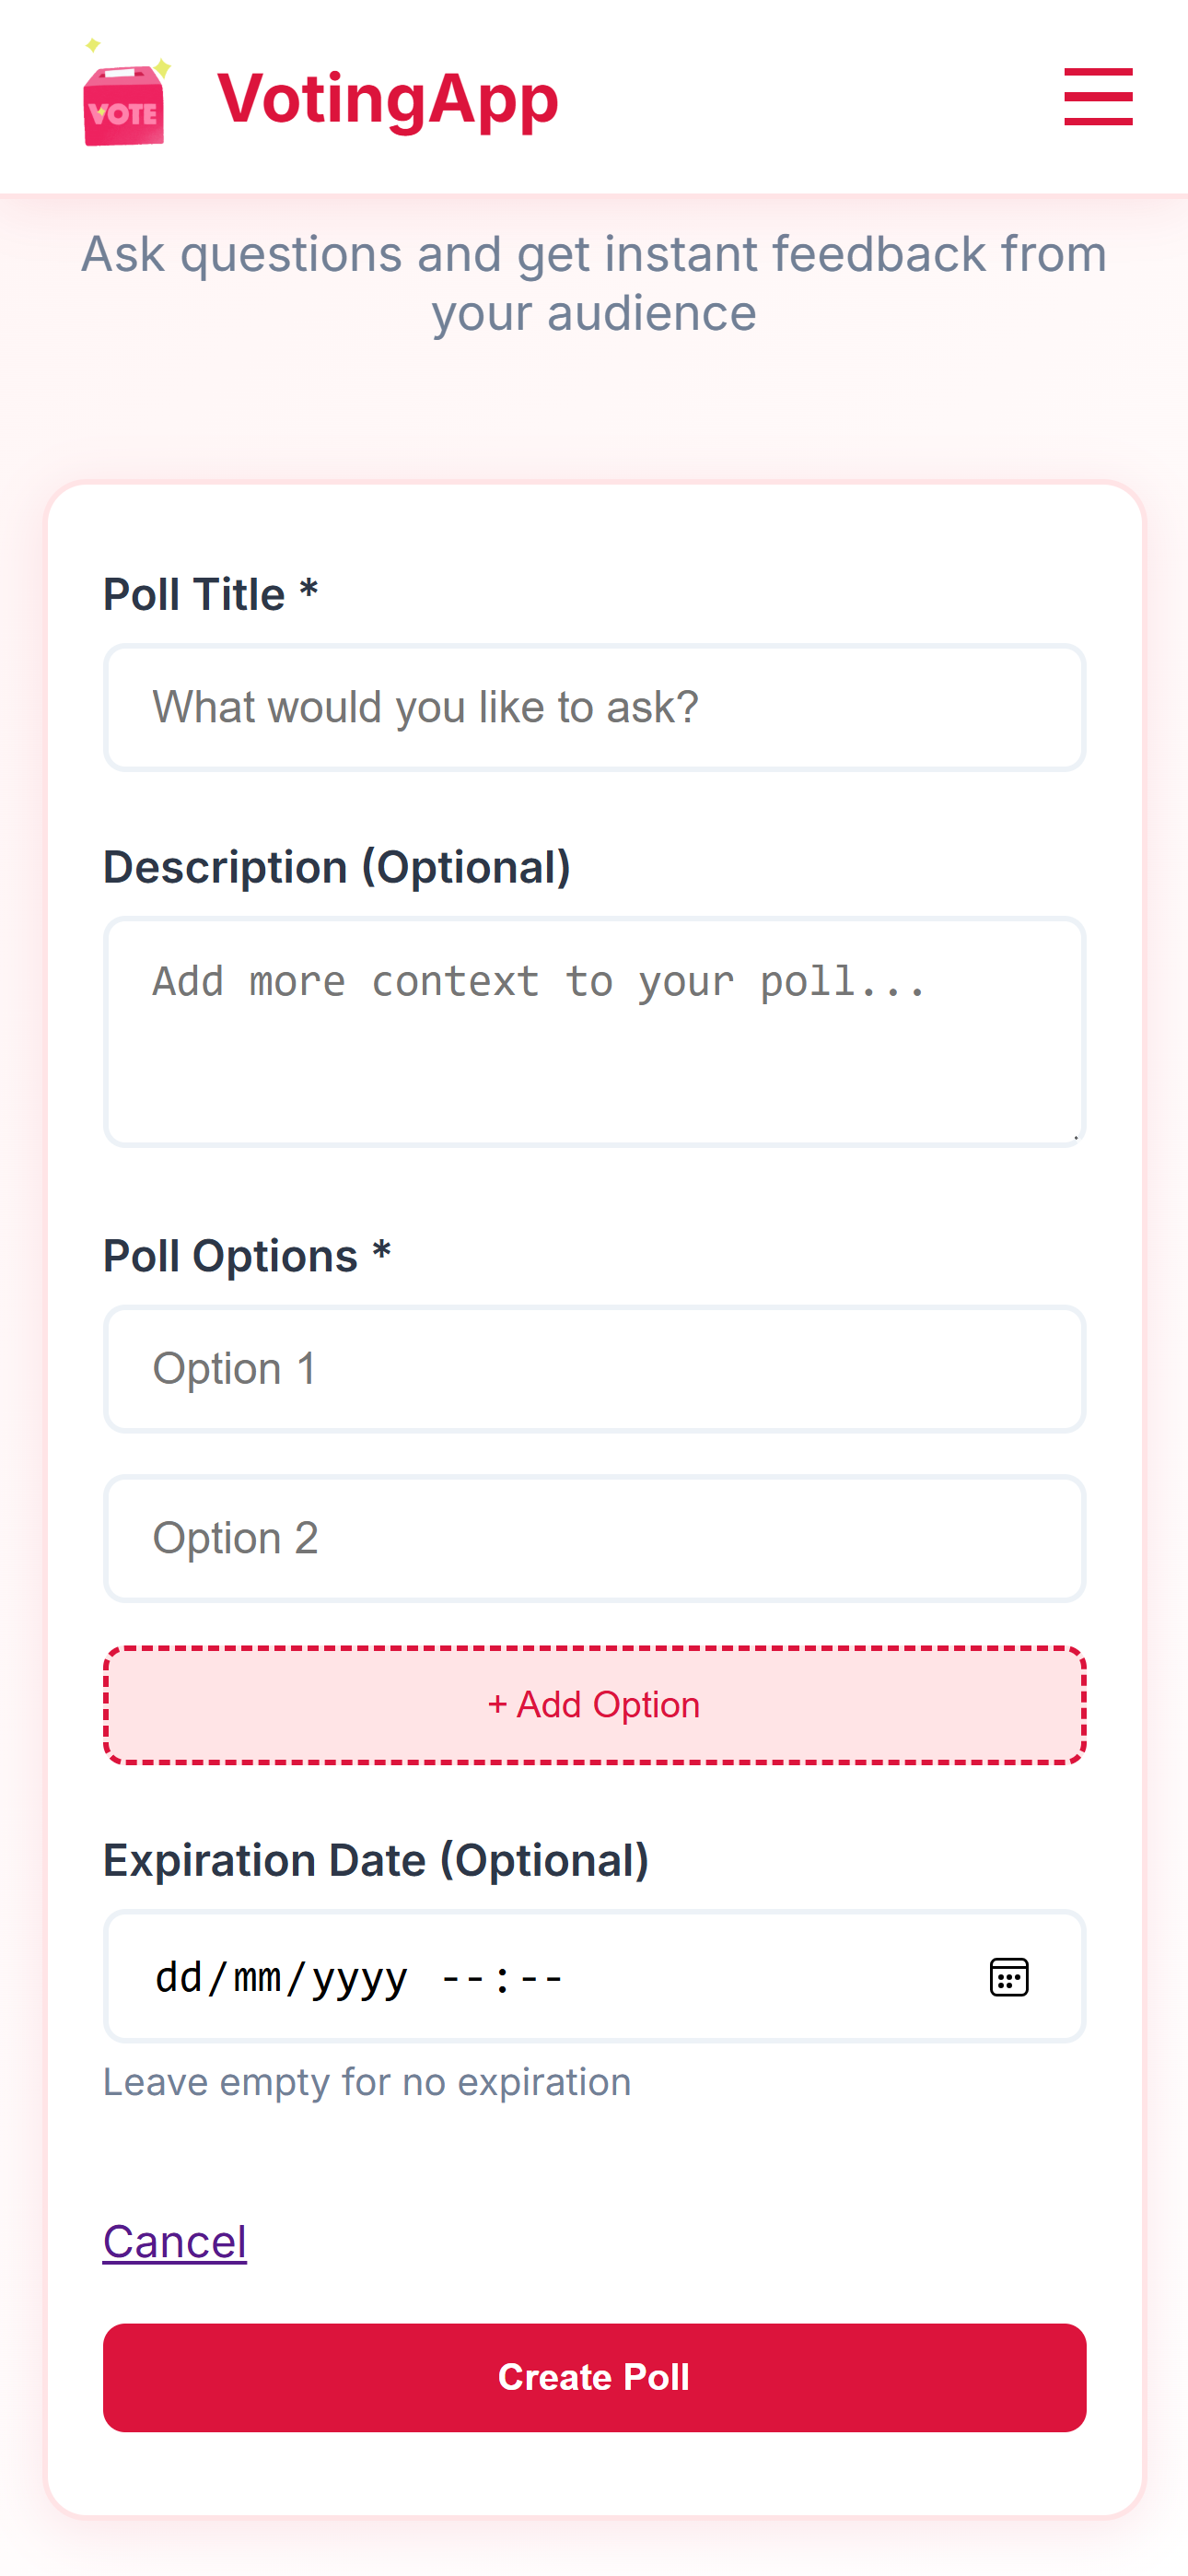 VOTE
VotingApp
Ask questions and get instant feedback from
your audience
Poll Title *
What would you like to ask?
Description (Optional)
Add more context to your poll...
Poll Options *
Option 1
Option 2
+ Add Option
Expiration Date (Optional)
dd/mm/yyyy --:--
Leave empty for no expiration
Cancel
Create Poll